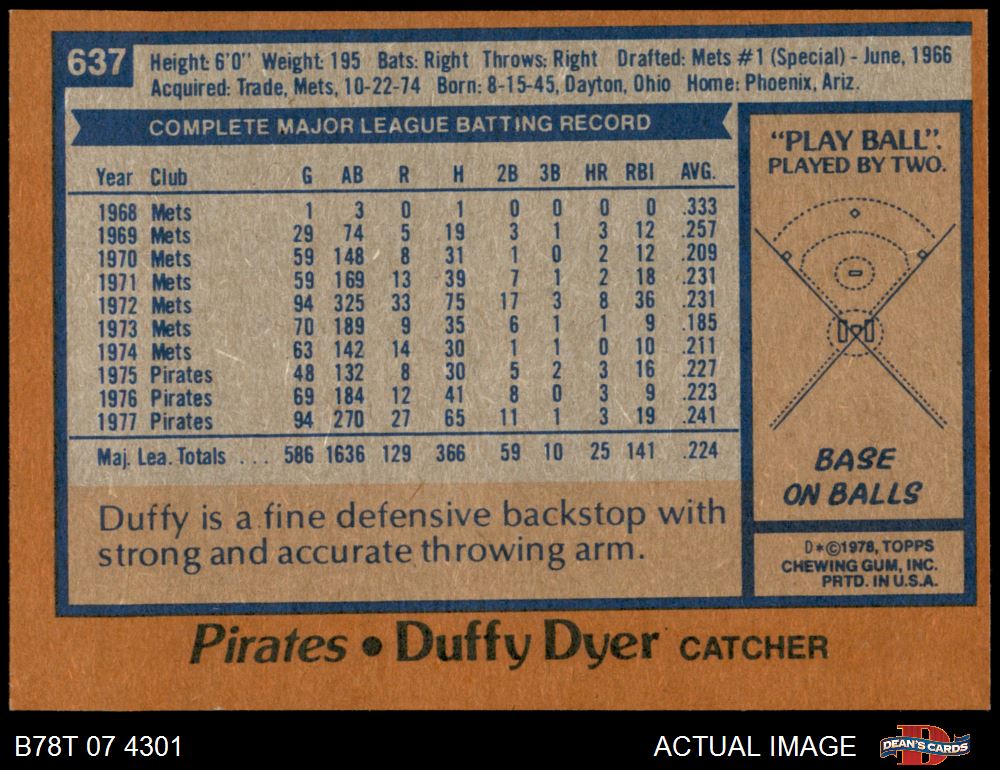 637
Height: 6'0" Weight: 195 Bats: Right Throws: Right Drafted: Mets #1 (Special) - June, 1966
Acquired: Trade, Mets, 10-22-74 Born: 8-15-45, Dayton, Ohio Home: Phoenix, Ariz.
COMPLETE MAJOR LEAGUE BATTING RECORD
Year Club G AB R H 2B 3B HR RBI AVG.
1968 Mets 1 3 0 1 0 0 0 0 .333
1969 Mets 29 74 5 19 3 1 3 12 .257
1970 Mets 59 148 8 31 1 0 2 12 .209
1971 Mets 59 169 13 39 7 1 2 18 .231
1972 Mets 94 325 33 75 17 3 8 36 .231
1973 Mets 70 189 9 35 6 1 1 9 .185
1974 Mets 63 142 14 30 1 1 0 10 .211
1975 Pirates 48 132 8 30 5 2 3 16 .227
1976 Pirates 69 184 12 41 8 0 3 9 .223
1977 Pirates 94 270 27 65 11 1 3 19 .241
Maj. Lea. Totals ... 586 1636 129 366 59 10 25 141 .224
Duffy is a fine defensive backstop with
strong and accurate throwing arm.
"PLAY BALL".
PLAYED BY TWO.
BASE
ON BALLS
D*©1978, TOPPS
CHEWING GUM, INC.
PRTD. IN U.S.A.
Pirates • Duffy Dyer CATCHER
B78T 07 4301
ACTUAL IMAGE
D
DEAN'S CARDS